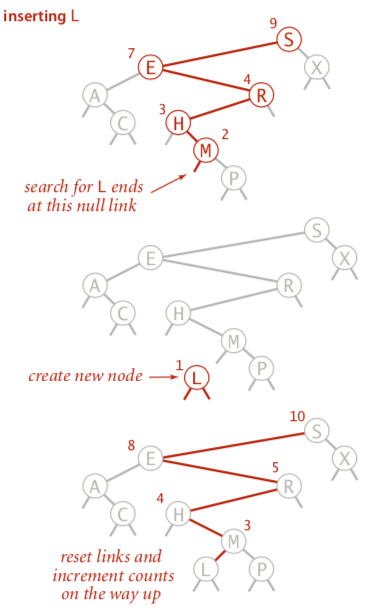 inserting L
9
S
7
E
X
4
A
R
3
C
H
2
M
P
search for L ends
at this null link
S
E
X
A
R
C
H
M
P
1
create new node
L
10
S
8
E
X
5
A
R
4
C
H
3
M
reset links and
L
P
increment counts
on the way up